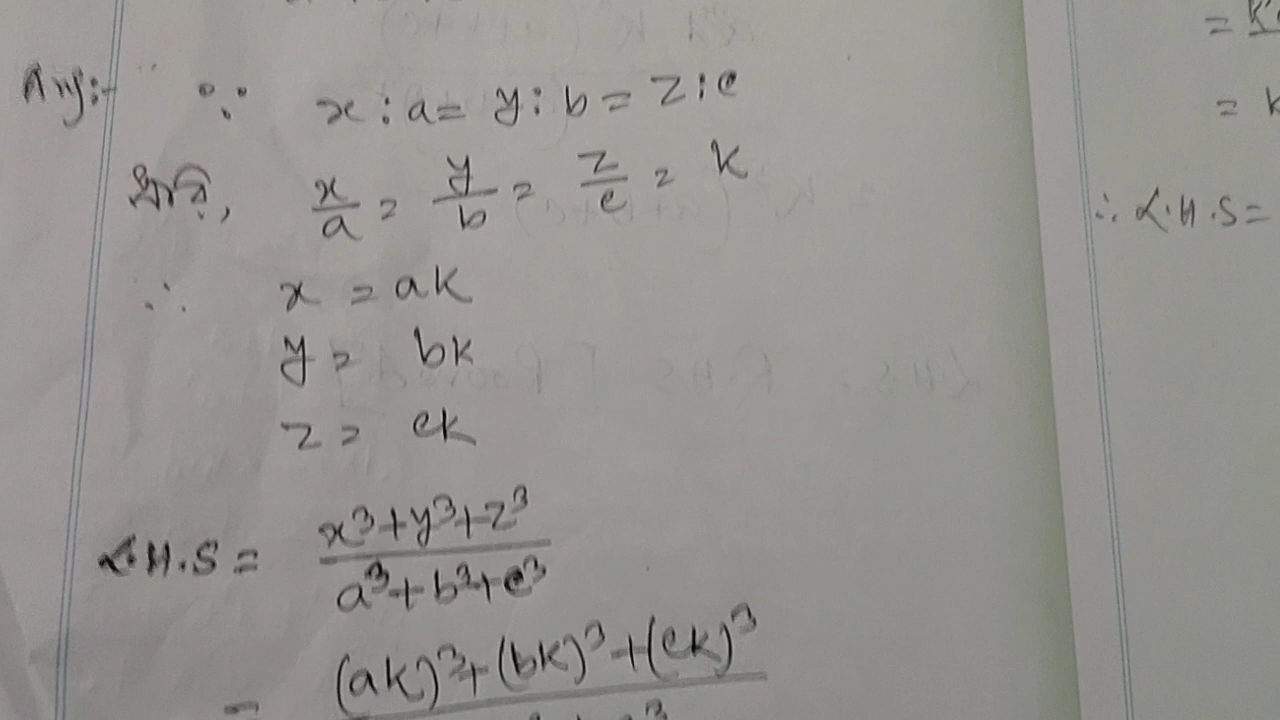 Ans:- ∵ x : a = y : b = z : c
ধরি, x/a = y/b = z/c = k
∴ x = ak
y = bk
z = ck
L.H.S = (x³+y³+z³)/(a³+b³+c³)
= (ak)³+(bk)³+(ck)³
= k
∴ L.H.S =